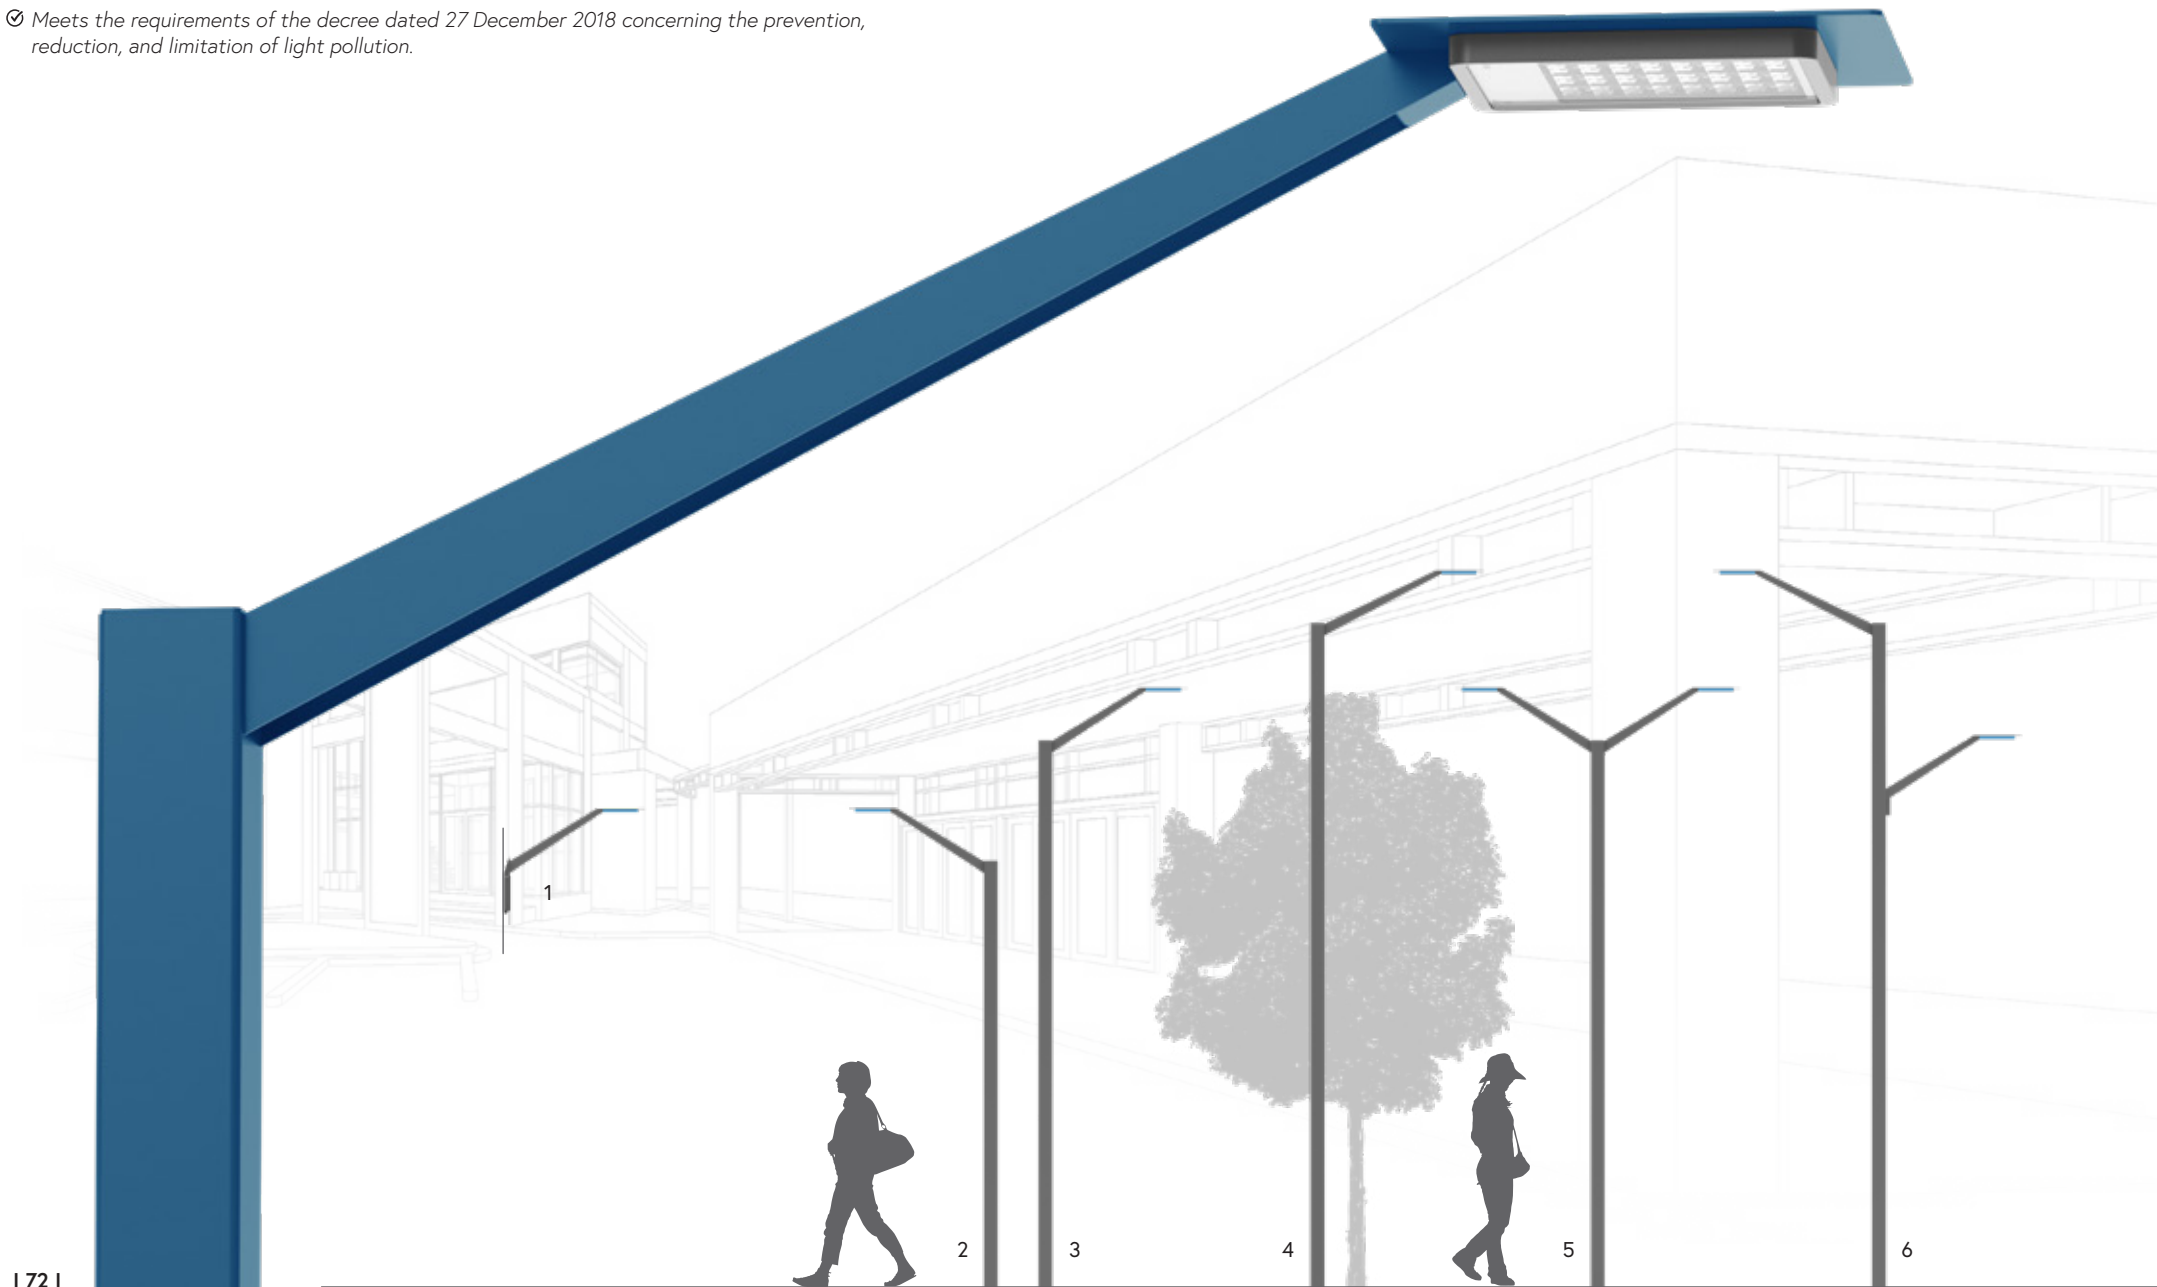 Meets the requirements of the decree dated 27 December 2018 concerning the prevention,
reduction, and limitation of light pollution.
1
2
3
4
5
6
| 72 |